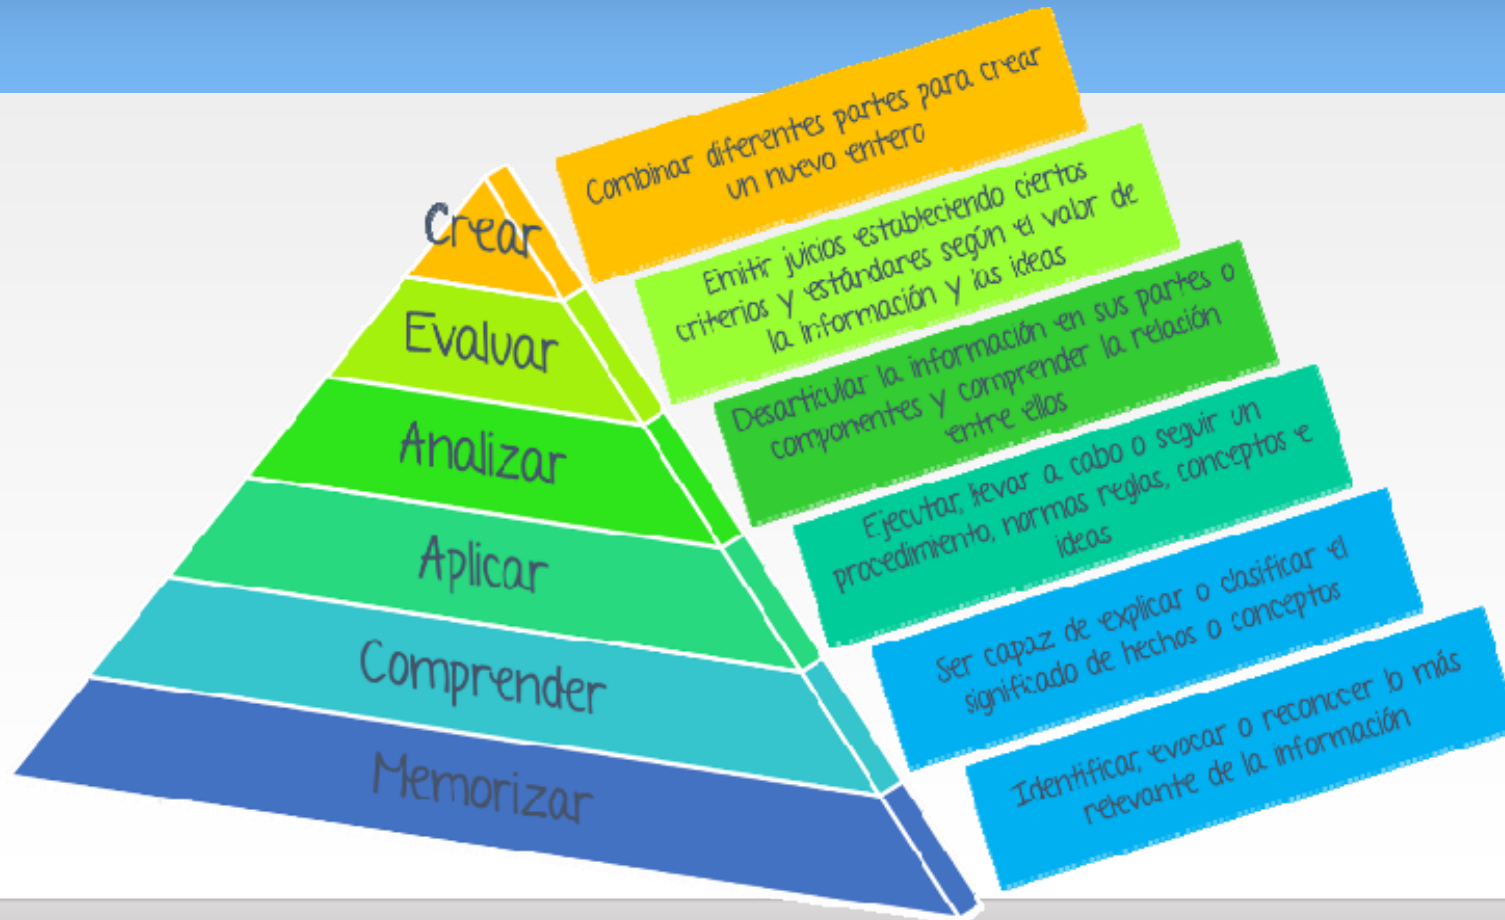 Crear
Combinar diferentes partes para crear
un nuevo entero
Evaluar
Emitir juicios estableciendo ciertos
criterios y estándares según el valor de
la información y las ideas
Analizar
Desarticular la información en sus partes o
componentes y comprender la relación
entre ellos
Aplicar
Ejecutar, llevar a cabo o seguir un
procedimiento, normas reglas, conceptos e
ideas
Comprender
Ser capaz de explicar o clasificar el
significado de hechos o conceptos
Memorizar
Identificar, evocar o reconocer lo más
relevante de la información